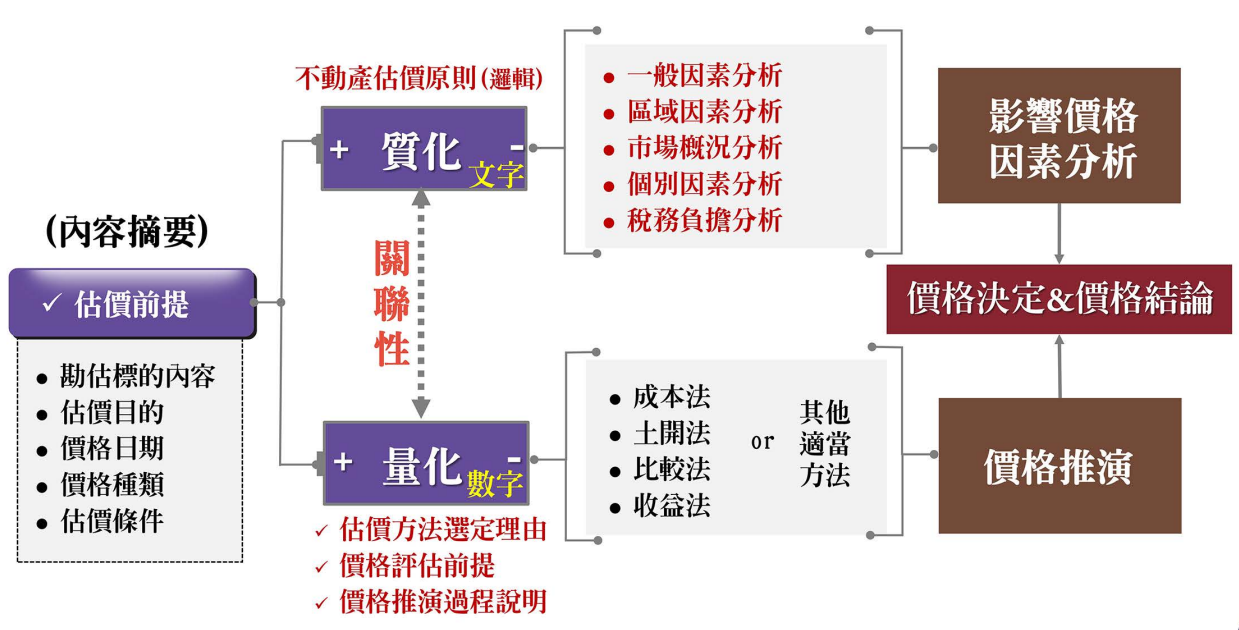 (內容摘要)
✓ 估價前提
● 勘估標的內容
● 估價目的
● 價格日期
● 價格種類
● 估價條件
不動產估價原則(邏輯)
+ 質化 -
文字
關聯性
+ 量化 -
數字
✓ 估價方法選定理由
✓ 價格評估前提
✓ 價格推演過程說明
● 一般因素分析
● 區域因素分析
● 市場概況分析
● 個別因素分析
● 稅務負擔分析
● 成本法
● 土開法
● 比較法
● 收益法
or
其他
適當
方法
影響價格
因素分析
價格決定&價格結論
價格推演